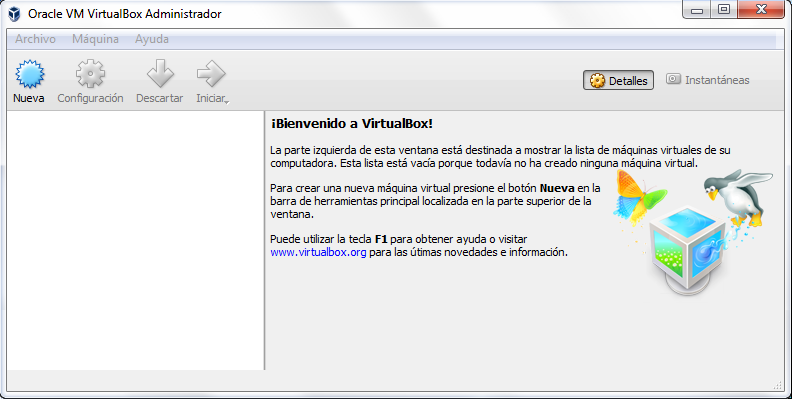 Oracle VM VirtualBox Administrador
Archivo Máquina Ayuda
Nueva Configuración Descartar Iniciar Detalles Instantáneas
¡Bienvenido a VirtualBox!
La parte izquierda de esta ventana está destinada a mostrar la lista de máquinas virtuales de su
computadora. Esta lista está vacía porque todavía no ha creado ninguna máquina virtual.
Para crear una nueva máquina virtual presione el botón Nueva en la
barra de herramientas principal localizada en la parte superior de la
ventana.
Puede utilizar la tecla F1 para obtener ayuda o visitar
www.virtualbox.org para las útimas novedades e información.